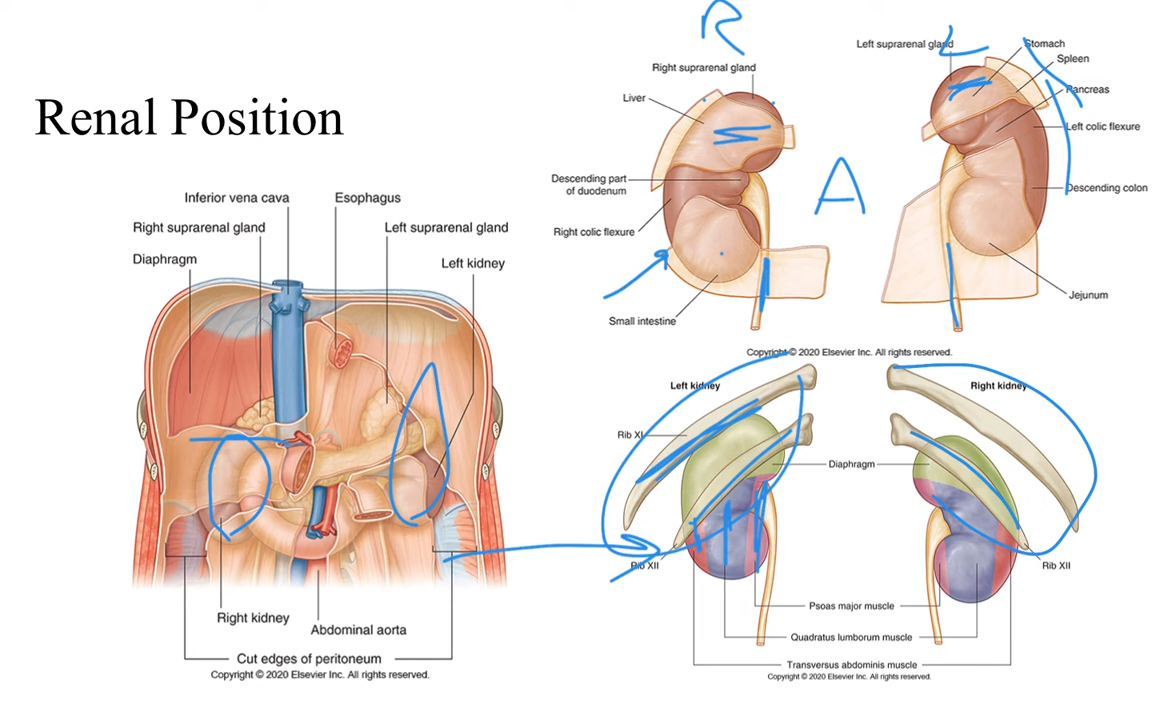 Renal Position
Inferior vena cava
Esophagus
Right suprarenal gland
Left suprarenal gland
Diaphragm
Left kidney
Right kidney
Abdominal aorta
Cut edges of peritoneum
Copyright © 2020 Elsevier Inc. All rights reserved.
R
Right suprarenal gland
Liver
Descending part
of duodenum
Right colic flexure
Small intestine
A
L
Left suprarenal gland
Stomach
Spleen
Pancreas
Left colic flexure
Descending colon
Jejunum
Copyright © 2020 Elsevier Inc. All rights reserved.
Left kidney
Right kidney
Rib XI
Diaphragm
Rib XII
Rib XII
Psoas major muscle
Quadratus lumborum muscle
Transversus abdominis muscle
Copyright © 2020 Elsevier Inc. All rights reserved.